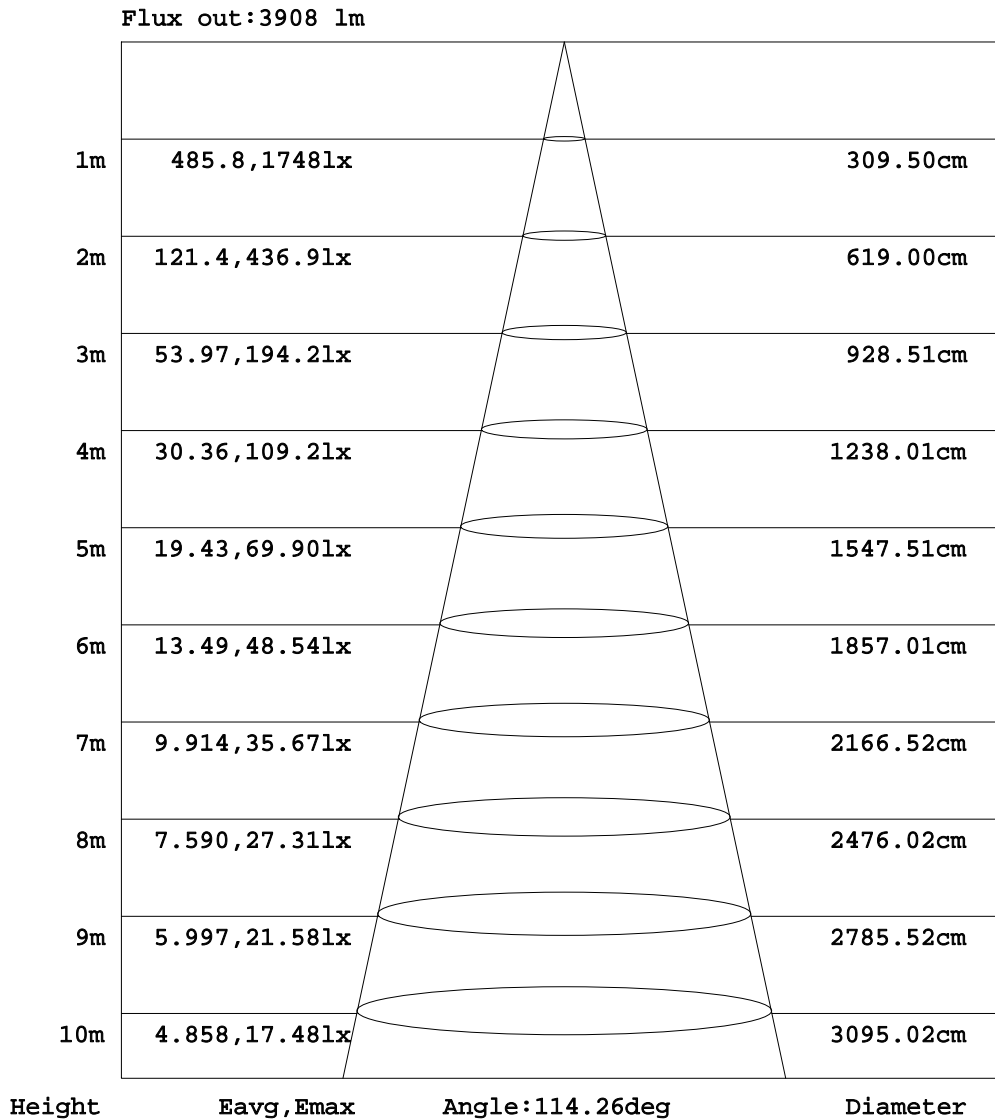 Flux out:3908 lm
1m 485.8,1748lx 309.50cm
2m 121.4,436.9lx 619.00cm
3m 53.97,194.2lx 928.51cm
4m 30.36,109.2lx 1238.01cm
5m 19.43,69.90lx 1547.51cm
6m 13.49,48.54lx 1857.01cm
7m 9.914,35.67lx 2166.52cm
8m 7.590,27.31lx 2476.02cm
9m 5.997,21.58lx 2785.52cm
10m 4.858,17.48lx 3095.02cm
Height Eavg,Emax Angle:114.26deg Diameter